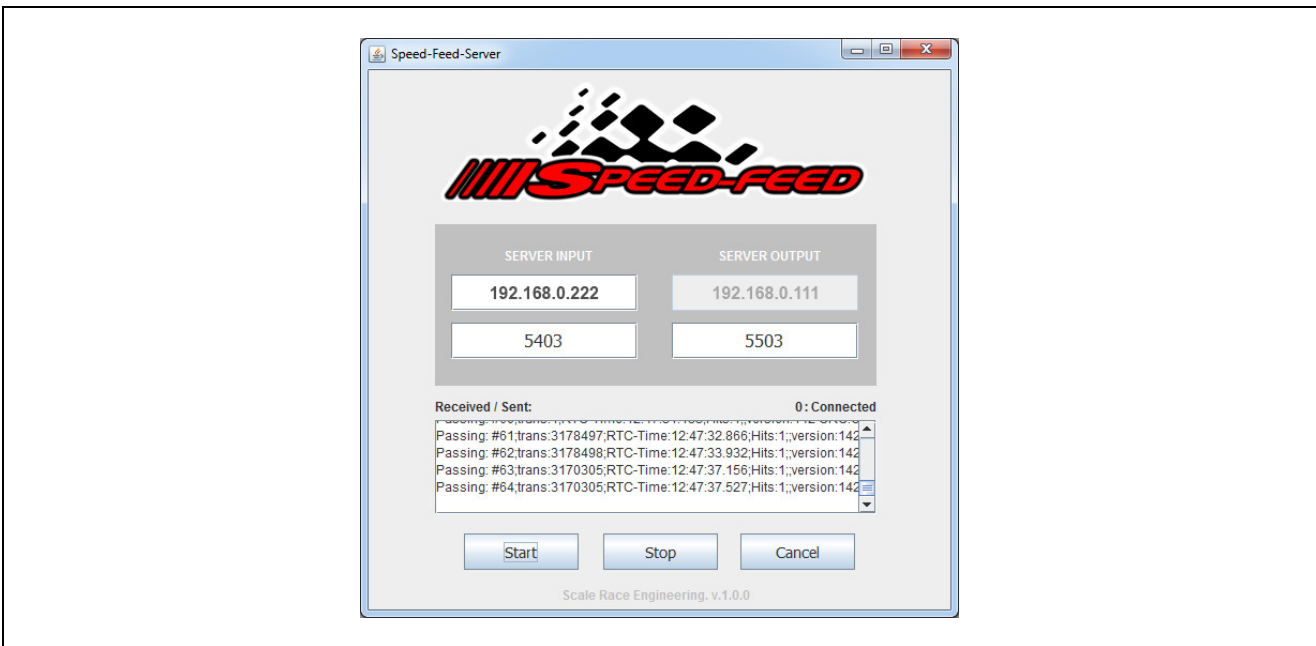 Speed-Feed-Server
SPEED-FEED
SERVER INPUT SERVER OUTPUT
192.168.0.222 192.168.0.111
5403 5503
Received / Sent: 0 : Connected
Passing: #61;trans:3178497;RTC-Time:12:47:32.866;Hits:1;;version:142
Passing: #62;trans:3178498;RTC-Time:12:47:33.932;Hits:1;;version:142
Passing: #63;trans:3170305;RTC-Time:12:47:37.156;Hits:1;;version:142
Passing: #64;trans:3170305;RTC-Time:12:47:37.527;Hits:1;;version:142
Start Stop Cancel
Scale Race Engineering. v.1.0.0